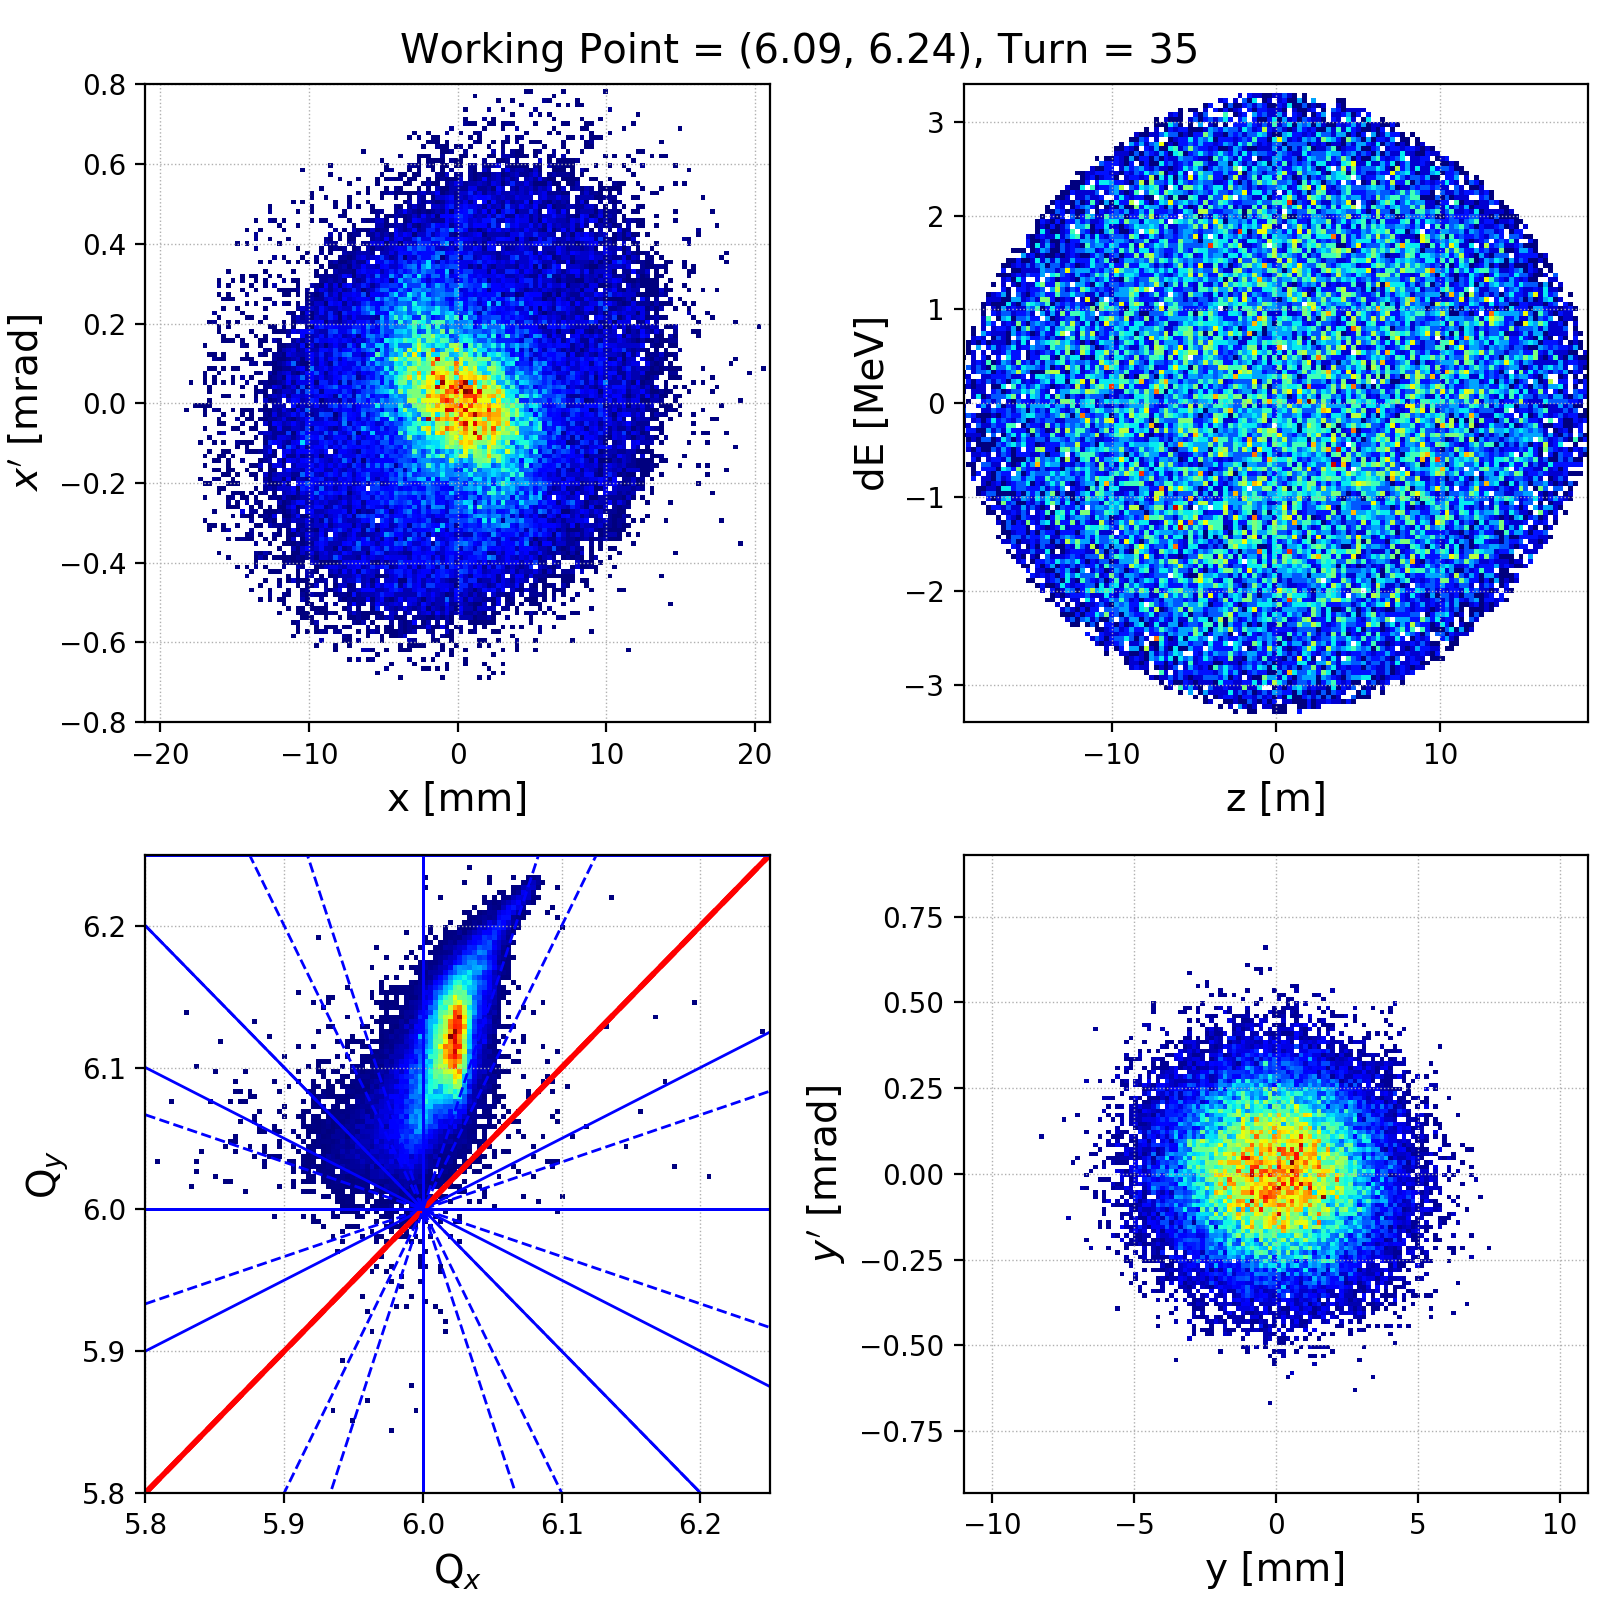 Working Point = (6.09, 6.24), Turn = 35
0.8
0.6
0.4
0.2
0.0
−0.2
−0.4
−0.6
−0.8
x′ [mrad]
−20 −10 0 10 20
x [mm]
3
2
1
0
−1
−2
−3
dE [MeV]
−10 0 10
z [m]
6.2
6.1
6.0
5.9
5.8
Qy
5.8 5.9 6.0 6.1 6.2
Qx
0.75
0.50
0.25
0.00
−0.25
−0.50
−0.75
y′ [mrad]
−10 −5 0 5 10
y [mm]